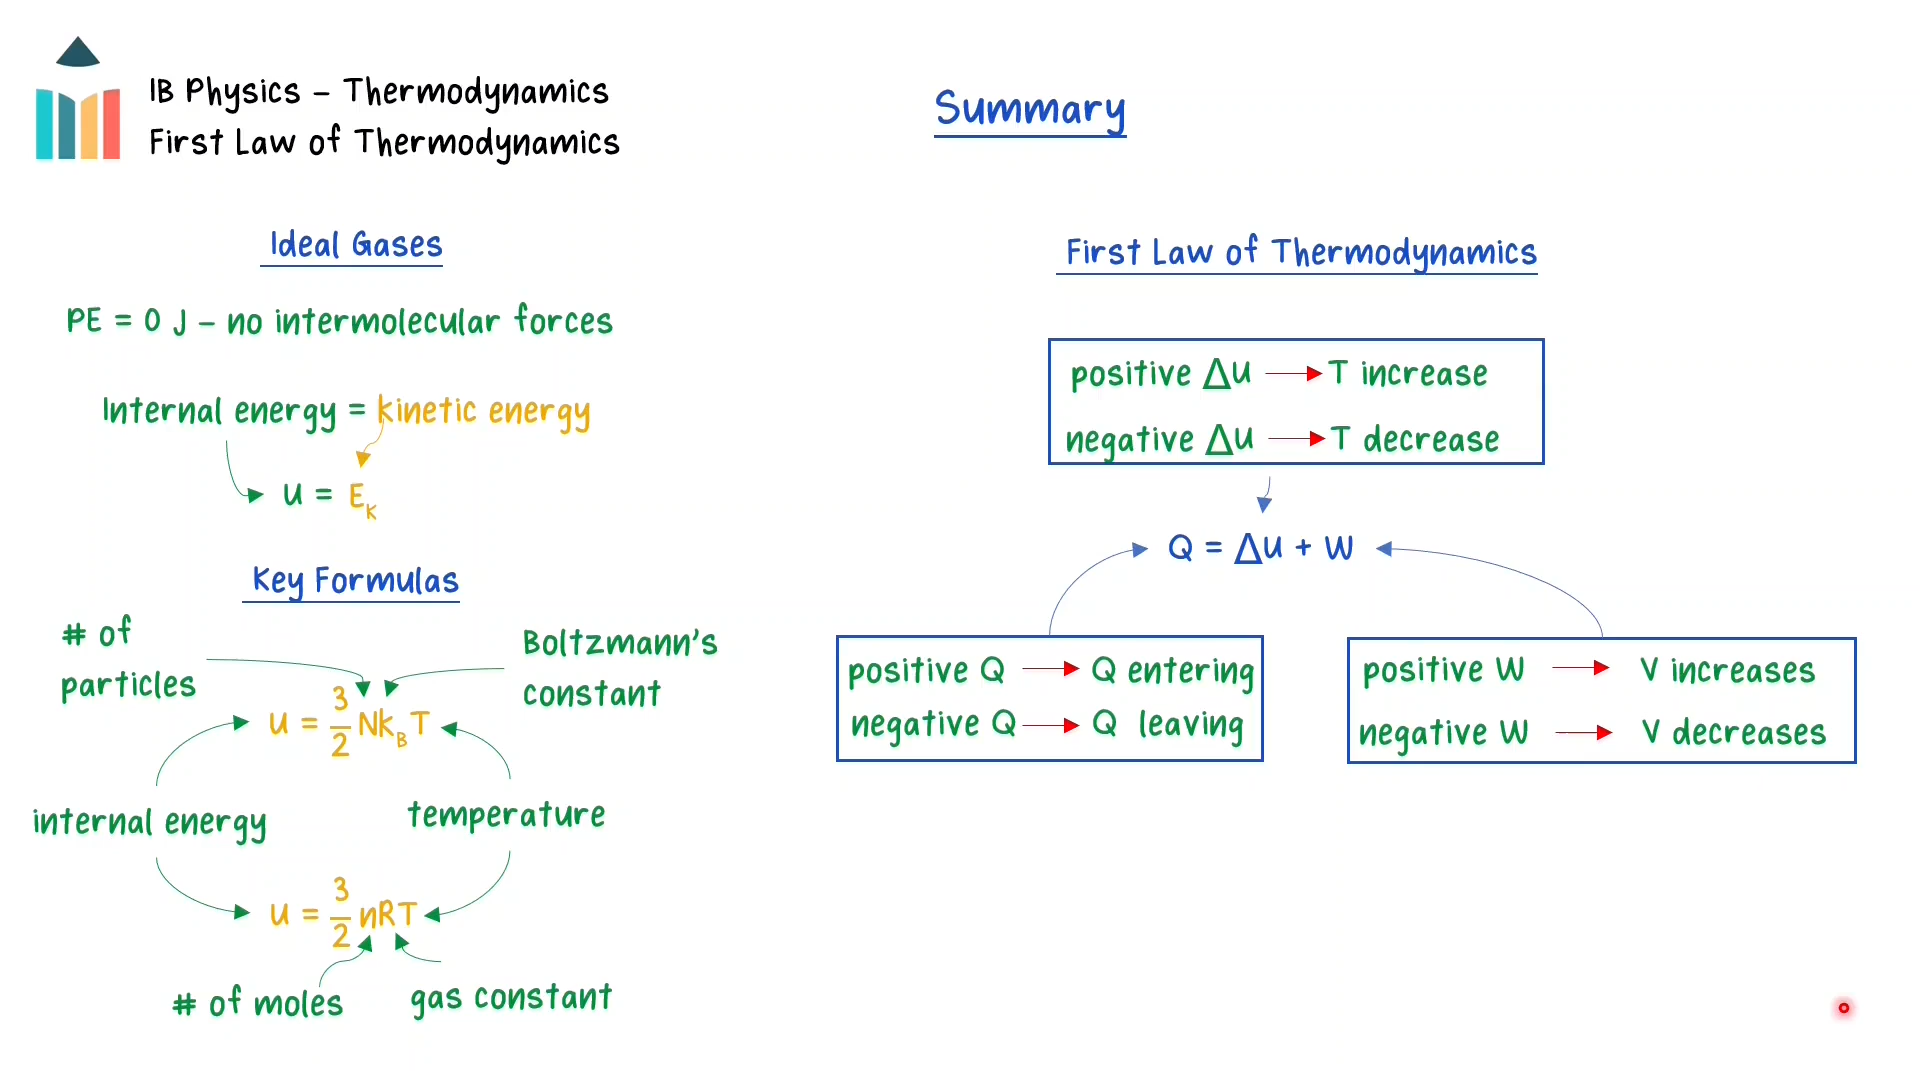 IB Physics – Thermodynamics
First Law of Thermodynamics
Summary
Ideal Gases
PE = 0 J – no intermolecular forces
Internal energy = kinetic energy
U = E_K
Key Formulas
# of
particles
Boltzmann's
constant
U = 3/2 Nk_B T
internal energy
temperature
U = 3/2 nRT
# of moles
gas constant
First Law of Thermodynamics
positive ΔU → T increase
negative ΔU → T decrease
Q = ΔU + W
positive Q → Q entering
negative Q → Q leaving
positive W → V increases
negative W → V decreases